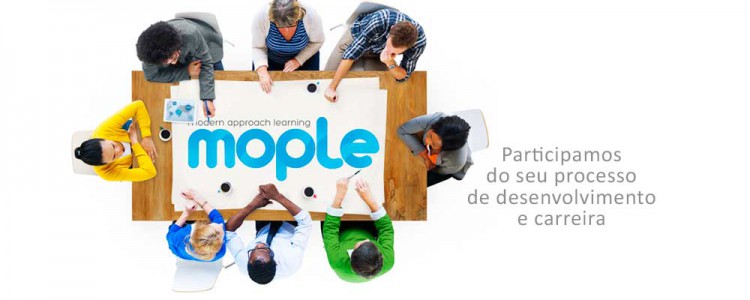 modern approach learning
mople
Participamos
do seu processo
de desenvolvimento
e carreira